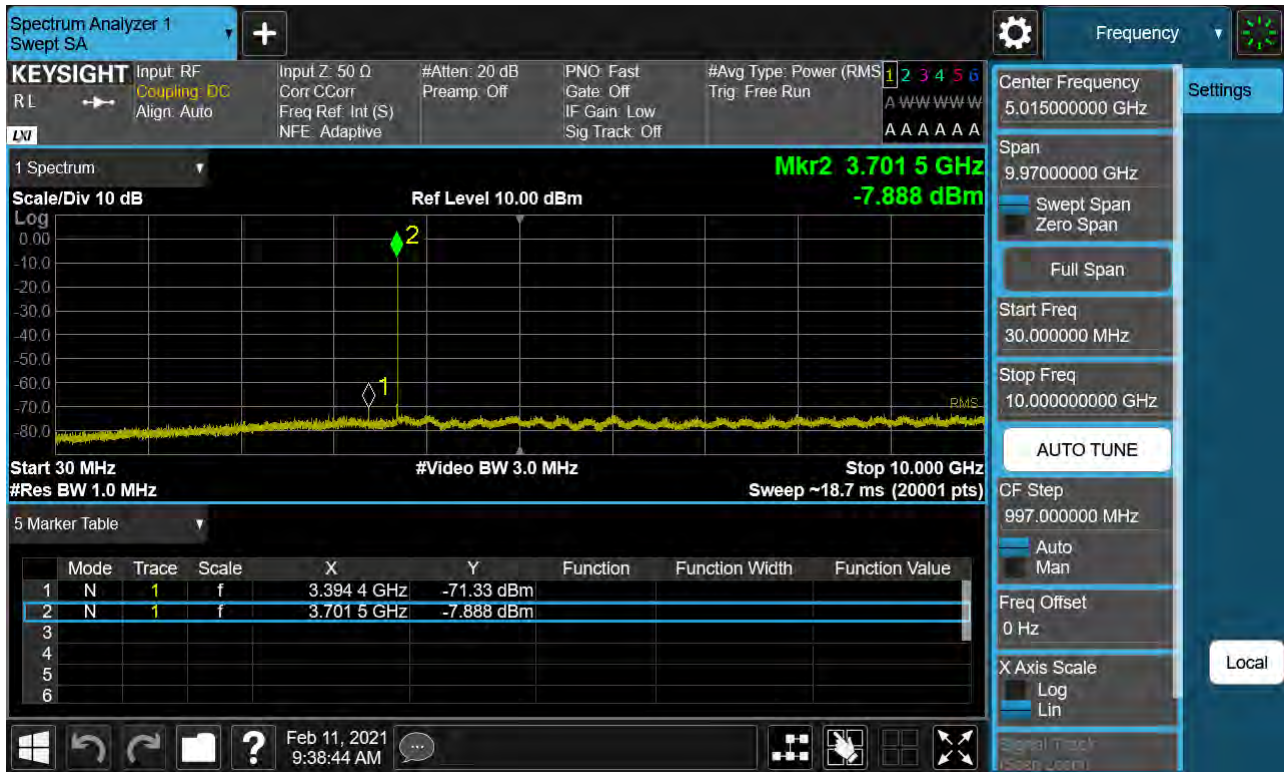 Spectrum Analyzer 1
Swept SA
+
Frequency
KEYSIGHT
RL
LXI
Input: RF
Coupling: DC
Align: Auto
Input Z: 50 Ω
Corr CCorr
Freq Ref: Int (S)
NFE: Adaptive
#Atten: 20 dB
Preamp: Off
PNO: Fast
Gate: Off
IF Gain: Low
Sig Track: Off
#Avg Type: Power (RMS
Trig: Free Run
1 2 3 4 5 6
A W W W W W
A A A A A A
1 Spectrum
Mkr2 3.701 5 GHz
Scale/Div 10 dB
Ref Level 10.00 dBm
-7.888 dBm
Log
0.00
-10.0
-20.0
-30.0
-40.0
-50.0
-60.0
-70.0
-80.0
2
1
RMS
Start 30 MHz
#Video BW 3.0 MHz
Stop 10.000 GHz
#Res BW 1.0 MHz
Sweep ~18.7 ms (20001 pts)
5 Marker Table
Mode Trace Scale X Y Function Function Width Function Value
1 N 1 f 3.394 4 GHz -71.33 dBm
2 N 1 f 3.701 5 GHz -7.888 dBm
3
4
5
6
Feb 11, 2021
9:38:44 AM
?
Center Frequency
5.015000000 GHz
Settings
Span
9.97000000 GHz
Swept Span
Zero Span
Full Span
Start Freq
30.000000 MHz
Stop Freq
10.000000000 GHz
AUTO TUNE
CF Step
997.000000 MHz
Auto
Man
Freq Offset
0 Hz
X Axis Scale
Log
Lin
Local
Signal Track
(Span Zoom)